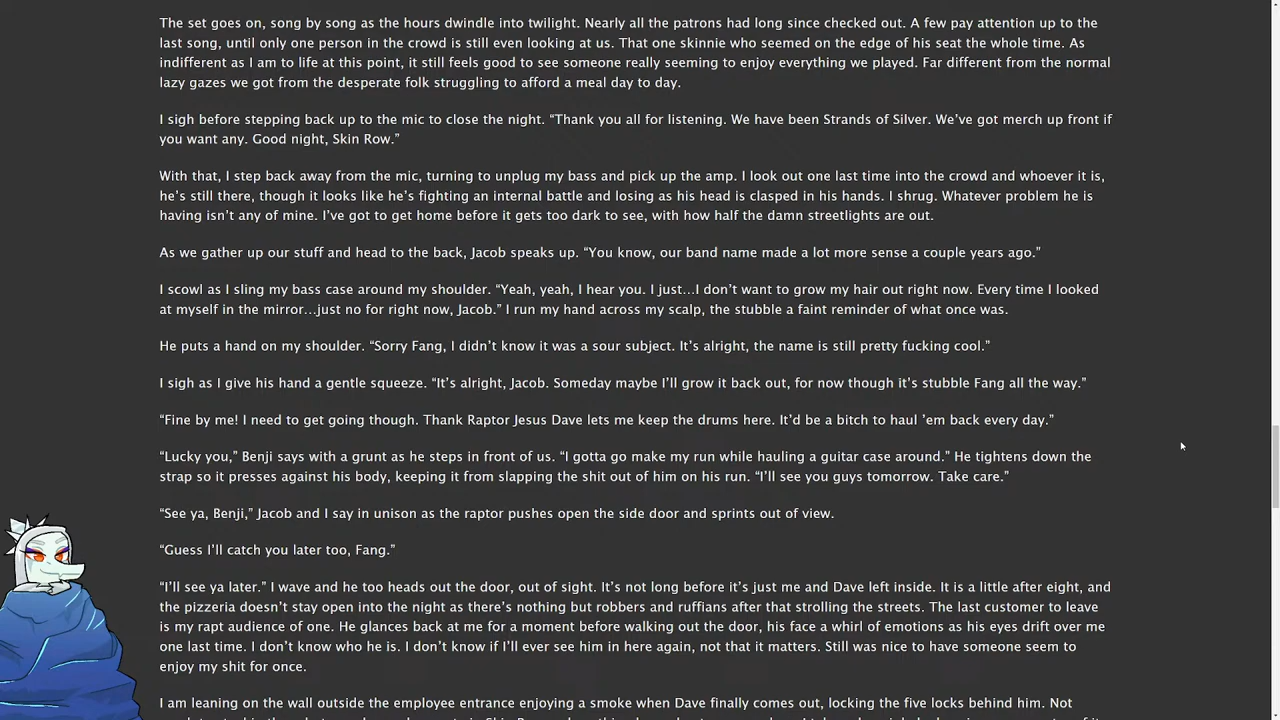 The set goes on, song by song as the hours dwindle into twilight. Nearly all the patrons had long since checked out. A few pay attention up to the
last song, until only one person in the crowd is still even looking at us. That one skinnie who seemed on the edge of his seat the whole time. As
indifferent as I am to life at this point, it still feels good to see someone really seeming to enjoy everything we played. Far different from the normal
lazy gazes we got from the desperate folk struggling to afford a meal day to day.
I sigh before stepping back up to the mic to close the night. “Thank you all for listening. We have been Strands of Silver. We’ve got merch up front if
you want any. Good night, Skin Row.”
With that, I step back away from the mic, turning to unplug my bass and pick up the amp. I look out one last time into the crowd and whoever it is,
he’s still there, though it looks like he’s fighting an internal battle and losing as his head is clasped in his hands. I shrug. Whatever problem he is
having isn’t any of mine. I’ve got to get home before it gets too dark to see, with how half the damn streetlights are out.
As we gather up our stuff and head to the back, Jacob speaks up. “You know, our band name made a lot more sense a couple years ago.”
I scowl as I sling my bass case around my shoulder. “Yeah, yeah, I hear you. I just…I don’t want to grow my hair out right now. Every time I looked
at myself in the mirror…just no for right now, Jacob.” I run my hand across my scalp, the stubble a faint reminder of what once was.
He puts a hand on my shoulder. “Sorry Fang, I didn’t know it was a sour subject. It’s alright, the name is still pretty fucking cool.”
I sigh as I give his hand a gentle squeeze. “It’s alright, Jacob. Someday maybe I’ll grow it back out, for now though it’s stubble Fang all the way.”
“Fine by me! I need to get going though. Thank Raptor Jesus Dave lets me keep the drums here. It’d be a bitch to haul ’em back every day.”
“Lucky you,” Benji says with a grunt as he steps in front of us. “I gotta go make my run while hauling a guitar case around.” He tightens down the
strap so it presses against his body, keeping it from slapping the shit out of him on his run. “I’ll see you guys tomorrow. Take care.”
“See ya, Benji,” Jacob and I say in unison as the raptor pushes open the side door and sprints out of view.
“Guess I’ll catch you later too, Fang.”
“I’ll see ya later.” I wave and he too heads out the door, out of sight. It’s not long before it’s just me and Dave left inside. It is a little after eight, and
the pizzeria doesn’t stay open into the night as there’s nothing but robbers and ruffians after that strolling the streets. The last customer to leave
is my rapt audience of one. He glances back at me for a moment before walking out the door, his face a whirl of emotions as his eyes drift over me
one last time. I don’t know who he is. I don’t know if I’ll ever see him in here again, not that it matters. Still was nice to have someone seem to
enjoy my shit for once.
I am leaning on the wall outside the employee entrance enjoying a smoke when Dave finally comes out, locking the five locks behind him. Not